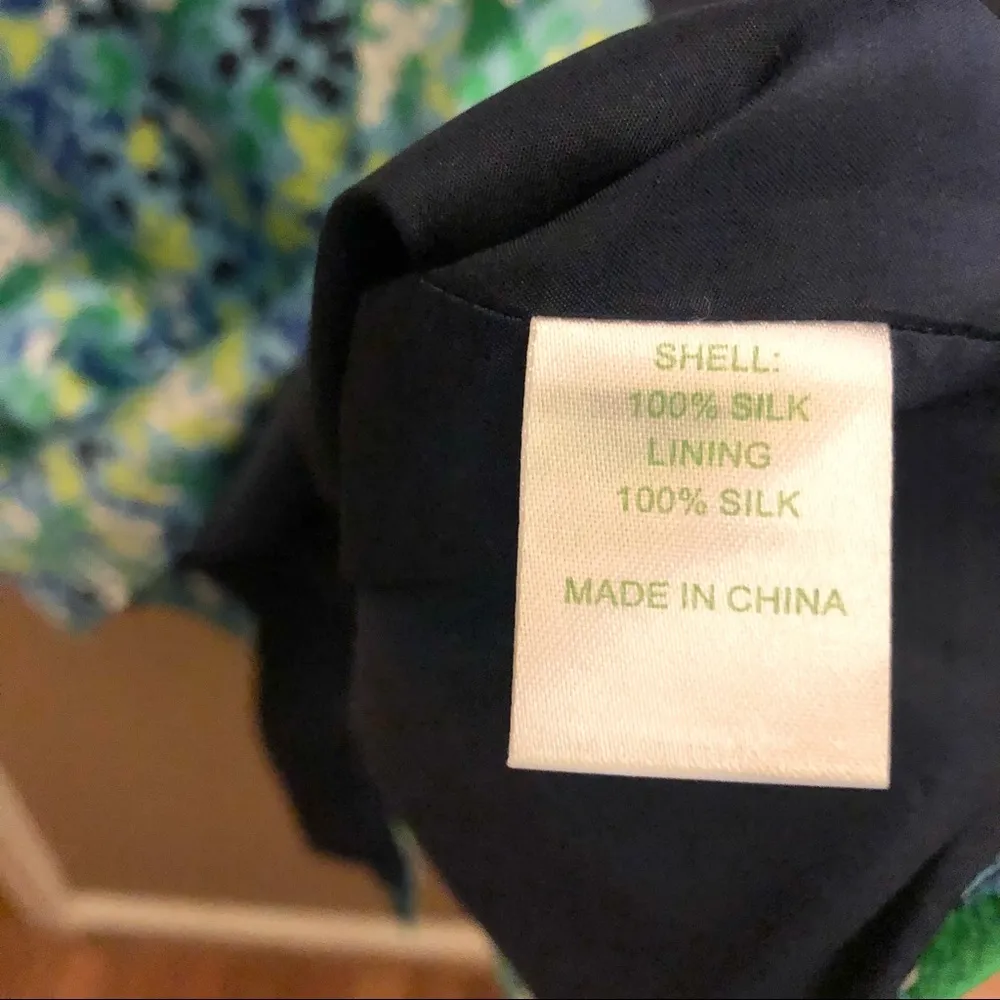 SHELL:
100% SILK
LINING
100% SILK
MADE IN CHINA